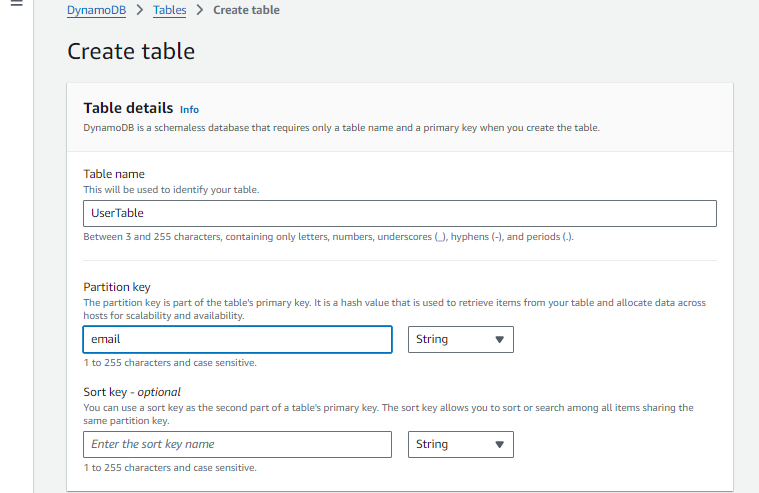 DynamoDB > Tables > Create table
Create table
Table details Info
DynamoDB is a schemaless database that requires only a table name and a primary key when you create the table.
Table name
This will be used to identify your table.
UserTable
Between 3 and 255 characters, containing only letters, numbers, underscores (_), hyphens (-), and periods (.).
Partition key
The partition key is part of the table's primary key. It is a hash value that is used to retrieve items from your table and allocate data across
hosts for scalability and availability.
email String
1 to 255 characters and case sensitive.
Sort key - optional
You can use a sort key as the second part of a table's primary key. The sort key allows you to sort or search among all items sharing the
same partition key.
Enter the sort key name String
1 to 255 characters and case sensitive.